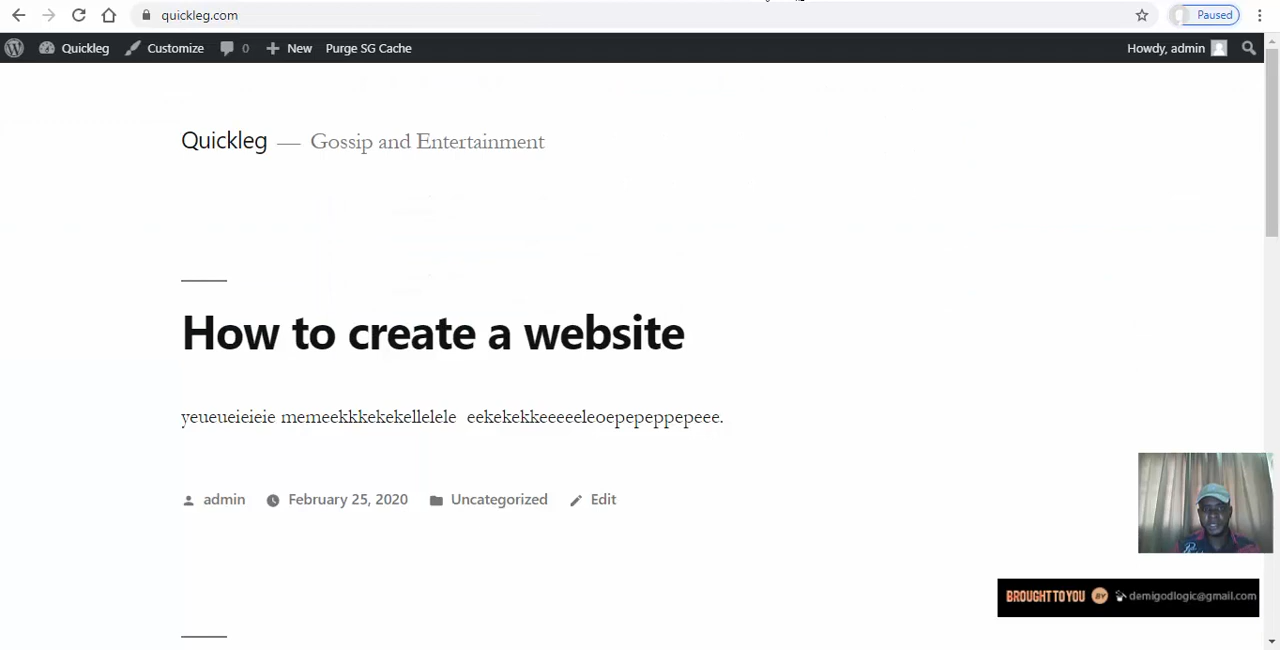 quickleg.com
Paused
Quickleg Customize 0 New Purge SG Cache Howdy, admin
Quickleg — Gossip and Entertainment
How to create a website
yeueueieieie memeekkkekekellelele eekekekkeeeeeleoepepeppepeee.
admin February 25, 2020 Uncategorized Edit
BROUGHT TO YOU BY demigodlogic@gmail.com